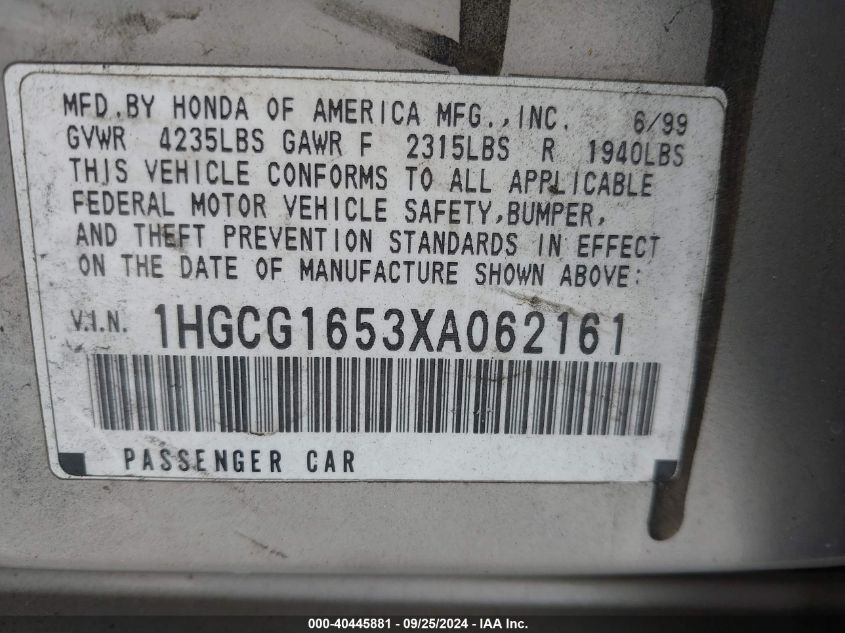 MFD.BY HONDA OF AMERICA MFG.,INC. 6/99
GVWR 4235LBS GAWR F 2315LBS R 1940LBS
THIS VEHICLE CONFORMS TO ALL APPLICABLE
FEDERAL MOTOR VEHICLE SAFETY,BUMPER,
AND THEFT PREVENTION STANDARDS IN EFFECT
ON THE DATE OF MANUFACTURE SHOWN ABOVE:
V.I.N. 1HGCG1653XA062161
PASSENGER CAR
000-40445881 - 09/25/2024 - IAA Inc.